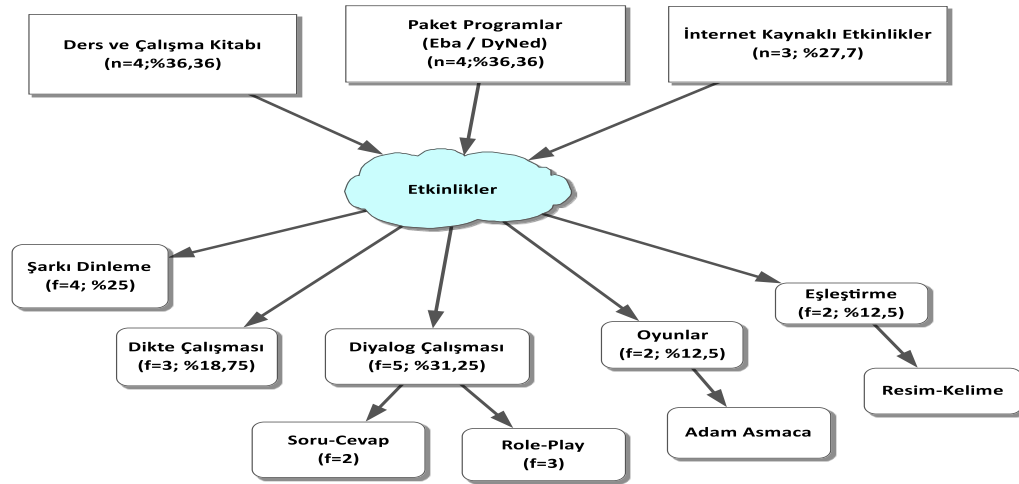 Ders ve Çalışma Kitabı
(n=4;%36,36)
Paket Programlar
(Eba / DyNed)
(n=4;%36,36)
İnternet Kaynaklı Etkinlikler
(n=3; %27,7)
Etkinlikler
Şarkı Dinleme
(f=4; %25)
Dikte Çalışması
(f=3; %18,75)
Diyalog Çalışması
(f=5; %31,25)
Oyunlar
(f=2; %12,5)
Eşleştirme
(f=2; %12,5)
Soru-Cevap
(f=2)
Role-Play
(f=3)
Adam Asmaca
Resim-Kelime